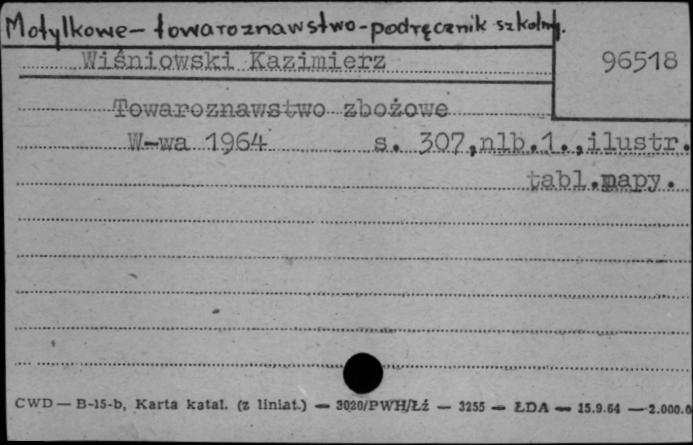 Motylkowe - towaroznawstwo - podręcznik szkolny.
Wiśniowski Kazimierz
96518
Towaroznawstwo zbożowe
W-wa 1964 s. 307,nlb.1.,ilustr.
tabl.mapy.
CWD — B-15-b, Karta katal. (z liniat.) — 3020/PWH/Łź — 3255 — ŁDA — 15.9.64 — 2.000.0